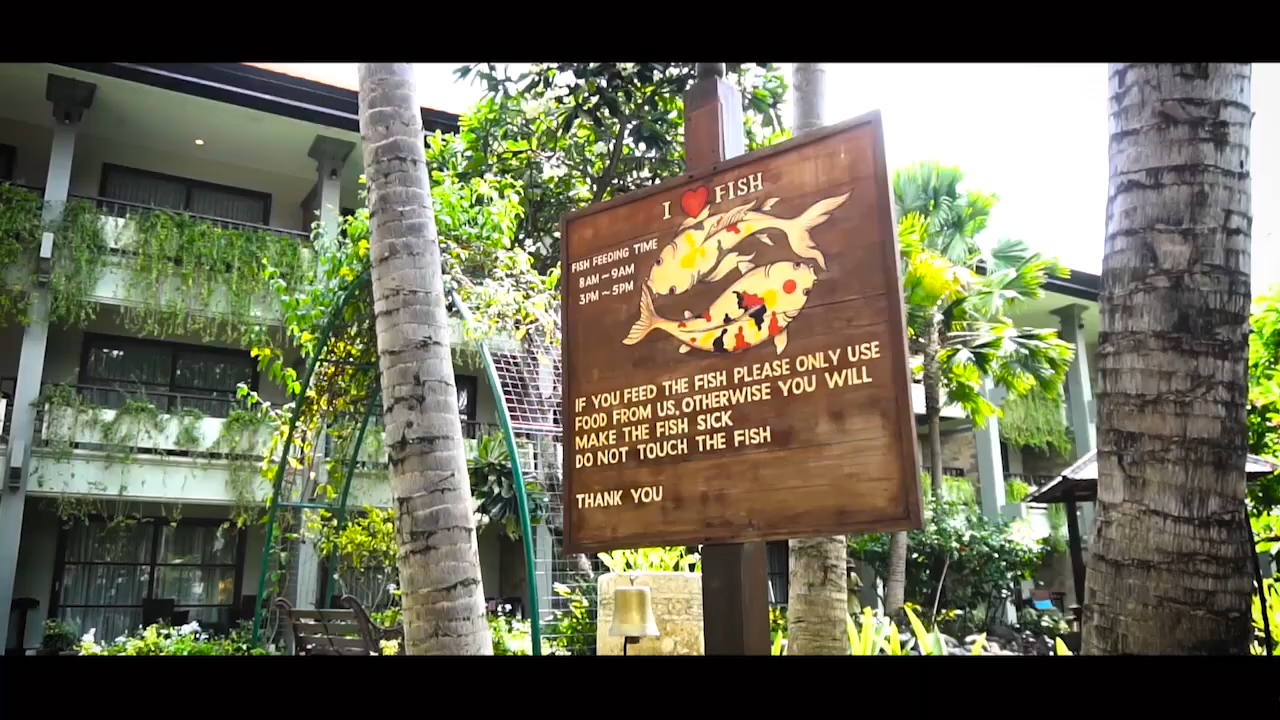 I ❤ FISH
FISH FEEDING TIME
8AM ~ 9AM
3PM ~ 5PM
IF YOU FEED THE FISH PLEASE ONLY USE
FOOD FROM US, OTHERWISE YOU WILL
MAKE THE FISH SICK
DO NOT TOUCH THE FISH
THANK YOU